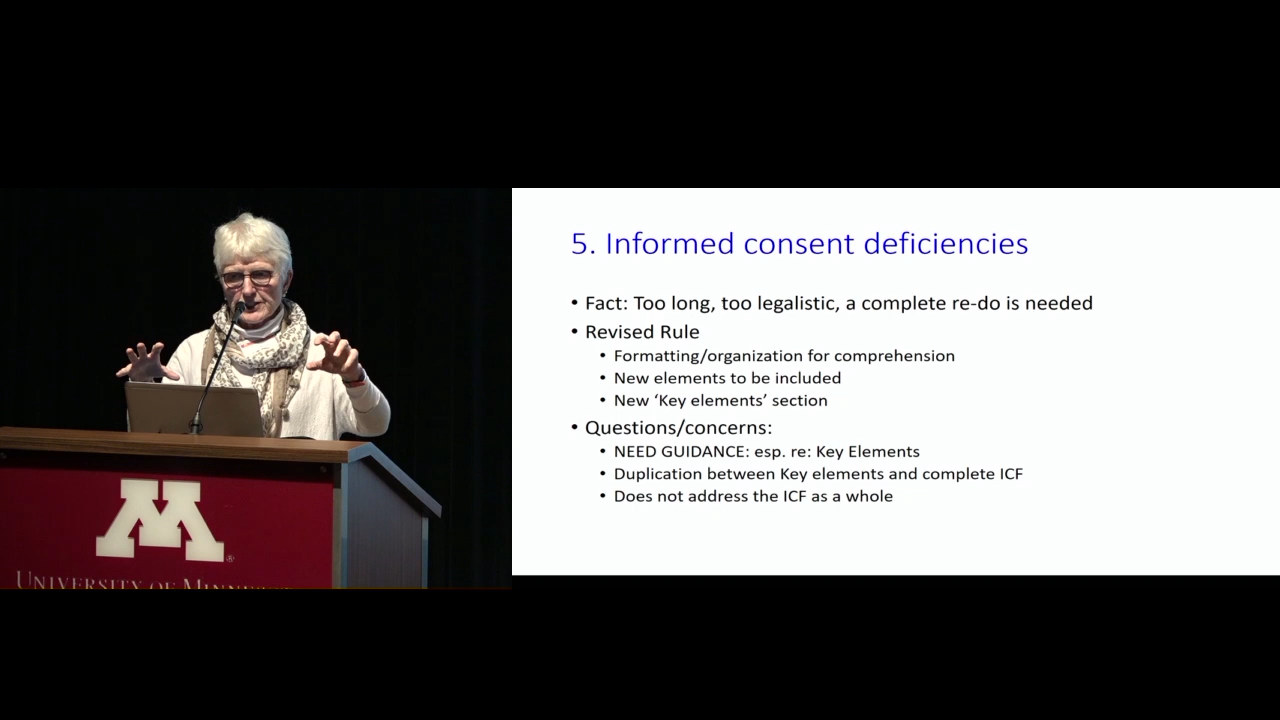 5. Informed consent deficiencies
• Fact: Too long, too legalistic, a complete re-do is needed
• Revised Rule
• Formatting/organization for comprehension
• New elements to be included
• New ‘Key elements’ section
• Questions/concerns:
• NEED GUIDANCE: esp. re: Key Elements
• Duplication between Key elements and complete ICF
• Does not address the ICF as a whole
M®
UNIVERSITY OF